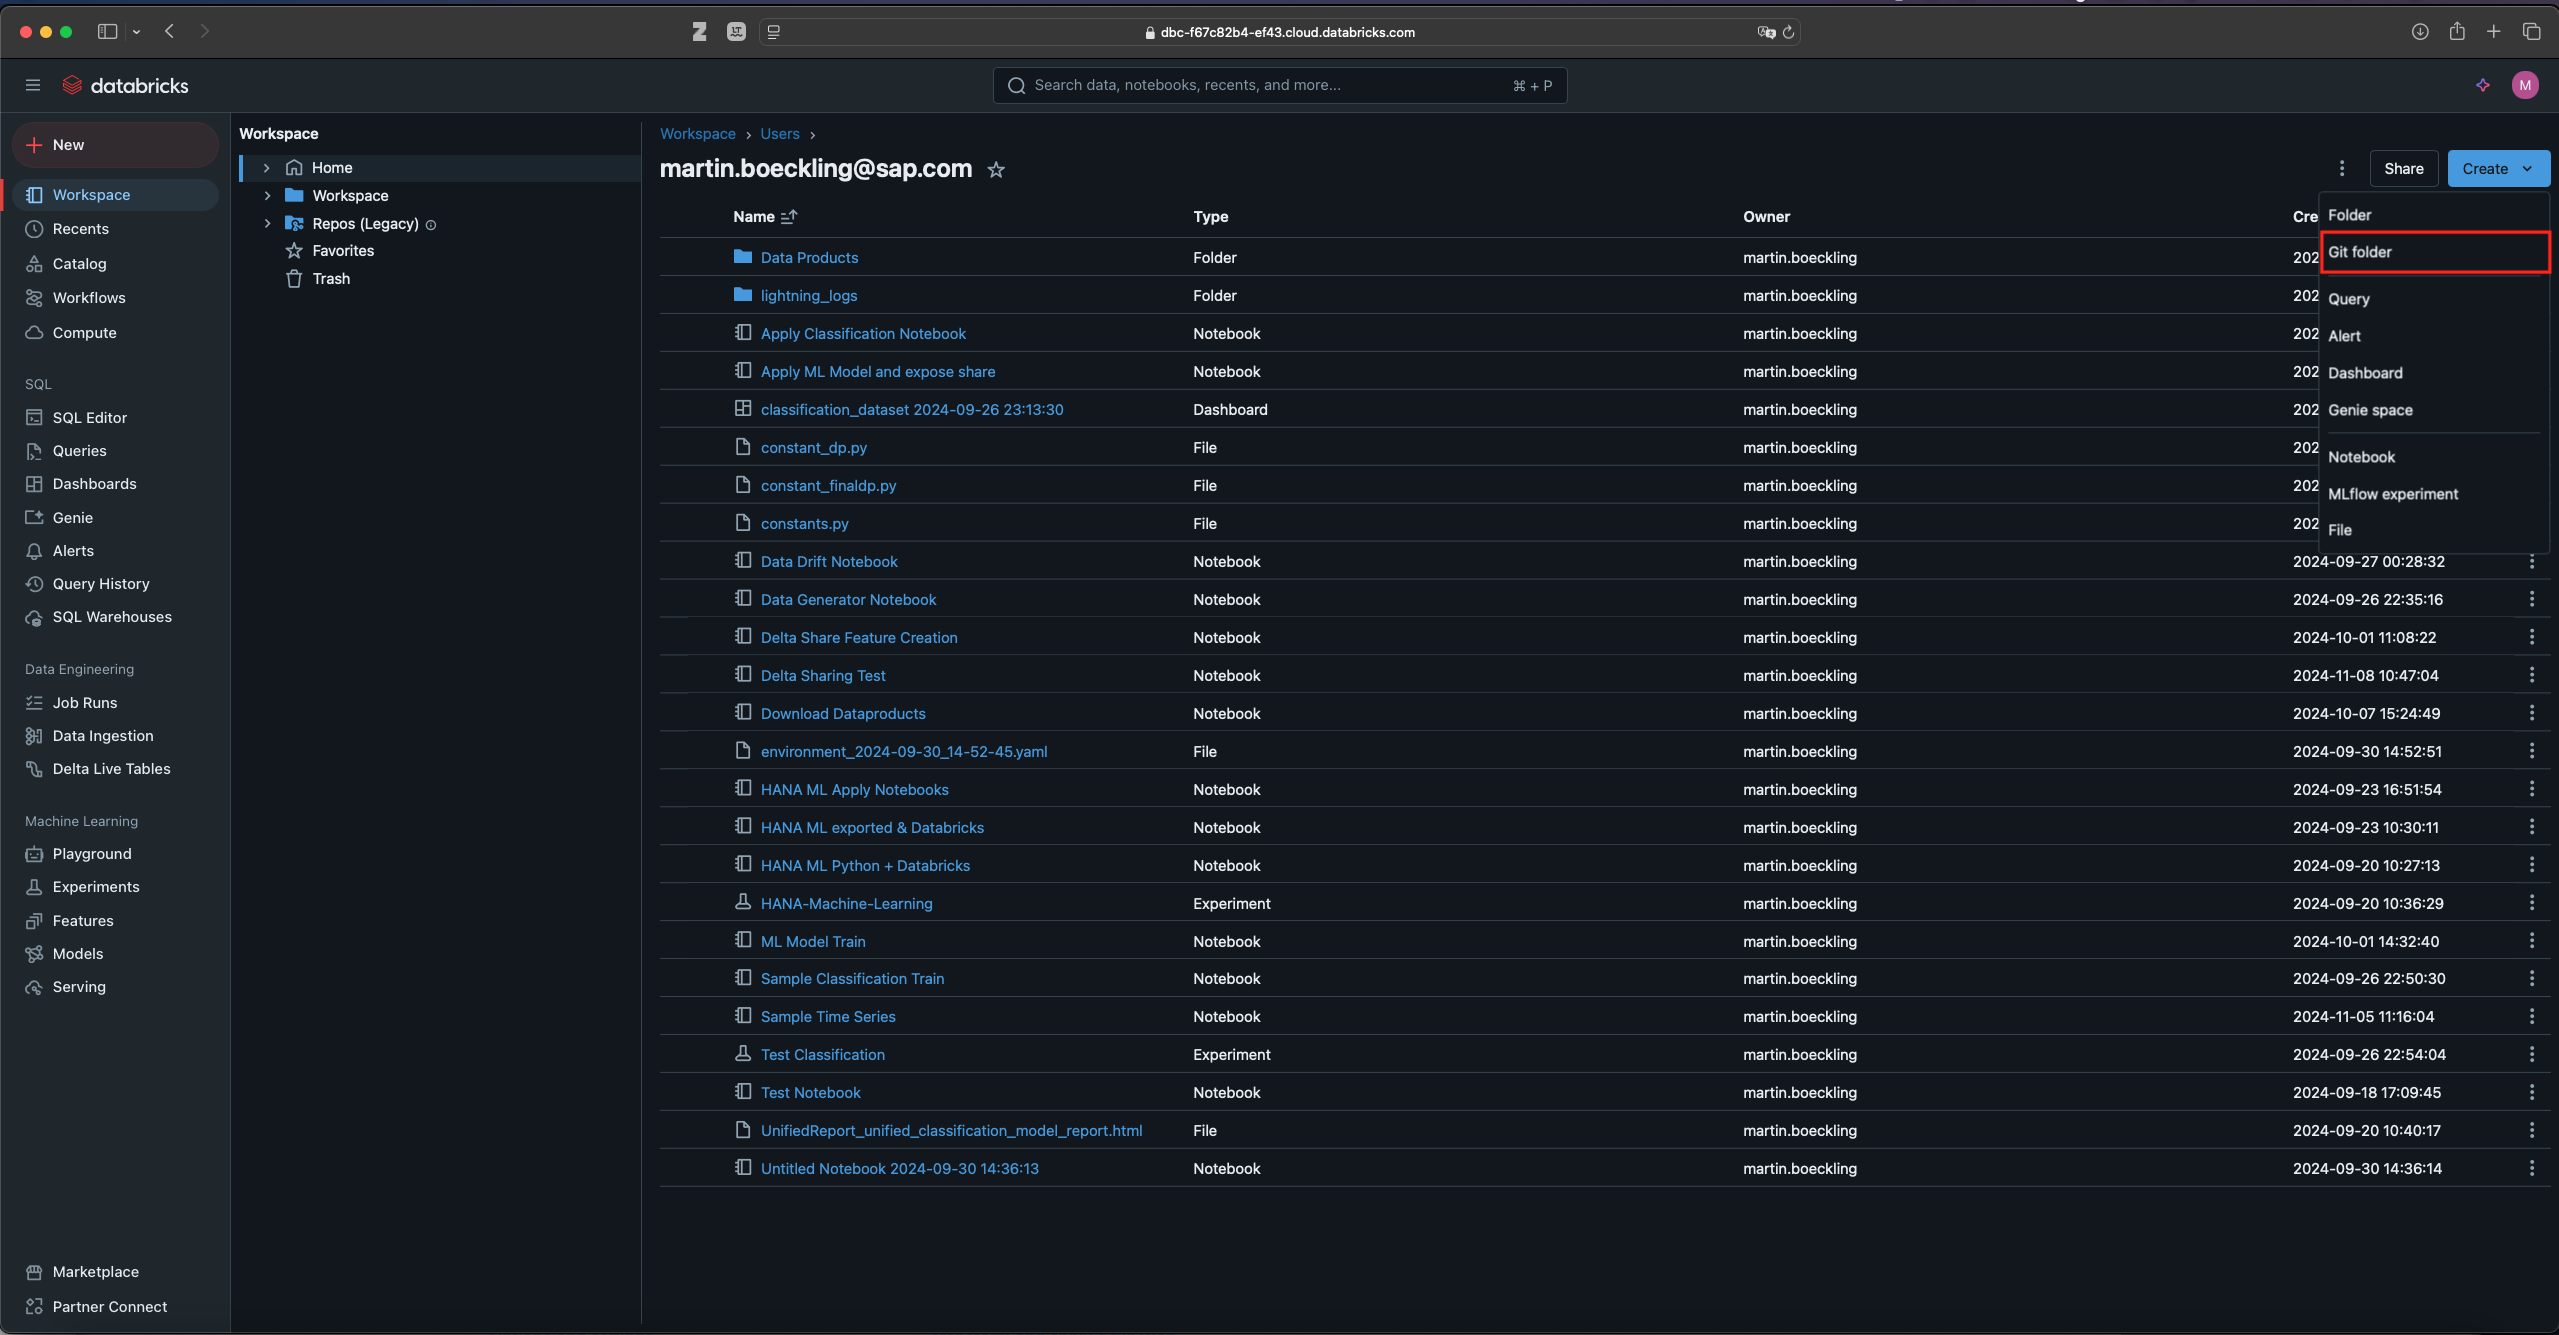 dbc-f67c82b4-ef43.cloud.databricks.com
databricks
Search data, notebooks, recents, and more...
⌘ + P
M
New
Workspace
Recents
Catalog
Workflows
Compute
SQL
SQL Editor
Queries
Dashboards
Genie
Alerts
Query History
SQL Warehouses
Data Engineering
Job Runs
Data Ingestion
Delta Live Tables
Machine Learning
Playground
Experiments
Features
Models
Serving
Marketplace
Partner Connect
Workspace
Home
Workspace
Repos (Legacy)
Favorites
Trash
Workspace › Users ›
martin.boeckling@sap.com
Share
Create
Folder
Git folder
Query
Alert
Dashboard
Genie space
Notebook
MLflow experiment
File
Name Type Owner Cre
Data Products Folder martin.boeckling 202
lightning_logs Folder martin.boeckling 202
Apply Classification Notebook Notebook martin.boeckling 202
Apply ML Model and expose share Notebook martin.boeckling 202
classification_dataset 2024-09-26 23:13:30 Dashboard martin.boeckling 202
constant_dp.py File martin.boeckling 202
constant_finaldp.py File martin.boeckling 202
constants.py File martin.boeckling 202
Data Drift Notebook Notebook martin.boeckling 2024-09-27 00:28:32
Data Generator Notebook Notebook martin.boeckling 2024-09-26 22:35:16
Delta Share Feature Creation Notebook martin.boeckling 2024-10-01 11:08:22
Delta Sharing Test Notebook martin.boeckling 2024-11-08 10:47:04
Download Dataproducts Notebook martin.boeckling 2024-10-07 15:24:49
environment_2024-09-30_14-52-45.yaml File martin.boeckling 2024-09-30 14:52:51
HANA ML Apply Notebooks Notebook martin.boeckling 2024-09-23 16:51:54
HANA ML exported & Databricks Notebook martin.boeckling 2024-09-23 10:30:11
HANA ML Python + Databricks Notebook martin.boeckling 2024-09-20 10:27:13
HANA-Machine-Learning Experiment martin.boeckling 2024-09-20 10:36:29
ML Model Train Notebook martin.boeckling 2024-10-01 14:32:40
Sample Classification Train Notebook martin.boeckling 2024-09-26 22:50:30
Sample Time Series Notebook martin.boeckling 2024-11-05 11:16:04
Test Classification Experiment martin.boeckling 2024-09-26 22:54:04
Test Notebook Notebook martin.boeckling 2024-09-18 17:09:45
UnifiedReport_unified_classification_model_report.html File martin.boeckling 2024-09-20 10:40:17
Untitled Notebook 2024-09-30 14:36:13 Notebook martin.boeckling 2024-09-30 14:36:14